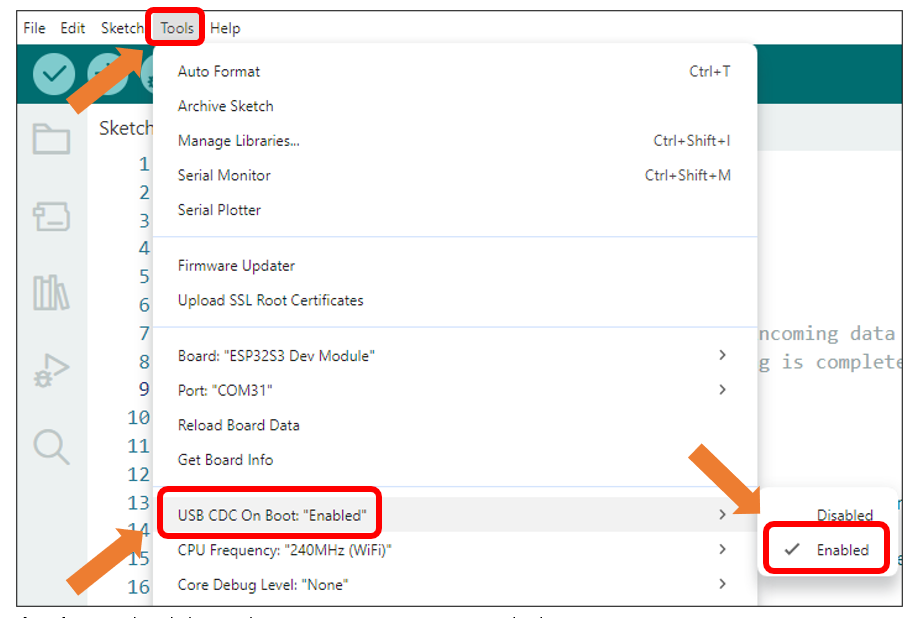 File Edit Sketch Tools Help
Auto Format Ctrl+T
Archive Sketch
Manage Libraries... Ctrl+Shift+I
Serial Monitor Ctrl+Shift+M
Serial Plotter
Firmware Updater
Upload SSL Root Certificates
Board: "ESP32S3 Dev Module"
Port: "COM31"
Reload Board Data
Get Board Info
USB CDC On Boot: "Enabled"
CPU Frequency: "240MHz (WiFi)"
Core Debug Level: "None"
Disabled
Enabled
Sketch
1
2
3
4
5
6
7 ncoming data
8 g is complete
9
10
11
12
13
14
15
16